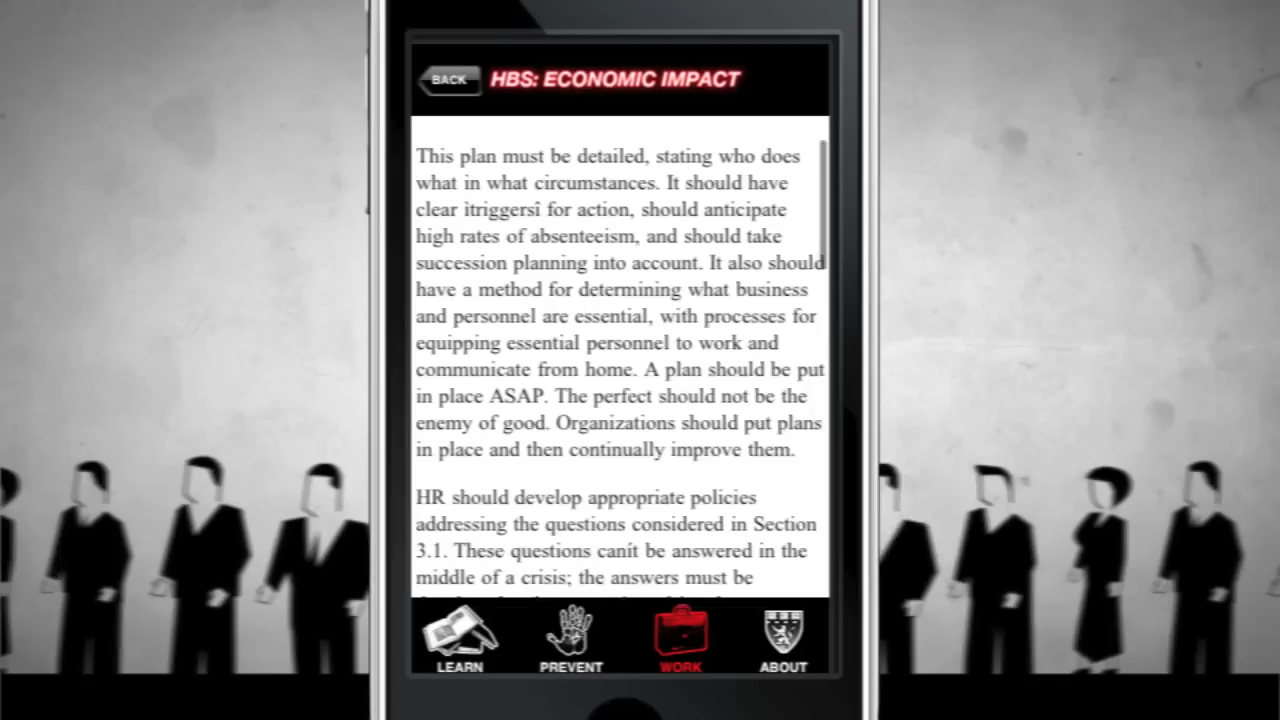 BACK
HBS: ECONOMIC IMPACT
This plan must be detailed, stating who does
what in what circumstances. It should have
clear ìtriggersî for action, should anticipate
high rates of absenteeism, and should take
succession planning into account. It also should
have a method for determining what business
and personnel are essential, with processes for
equipping essential personnel to work and
communicate from home. A plan should be put
in place ASAP. The perfect should not be the
enemy of good. Organizations should put plans
in place and then continually improve them.
HR should develop appropriate policies
addressing the questions considered in Section
3.1. These questions canít be answered in the
middle of a crisis; the answers must be
LEARN
PREVENT
WORK
ABOUT